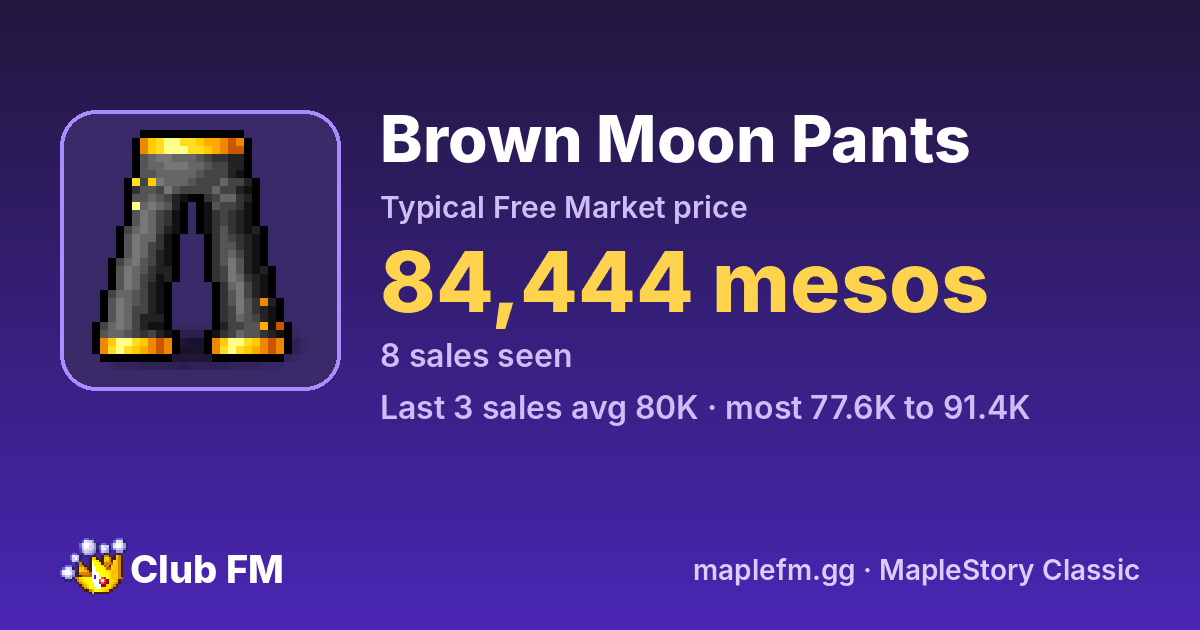 Brown Moon Pants
Typical Free Market price
84,444 mesos
8 sales seen
Last 3 sales avg 80K · most 77.6K to 91.4K
Club FM
maplefm.gg · MapleStory Classic